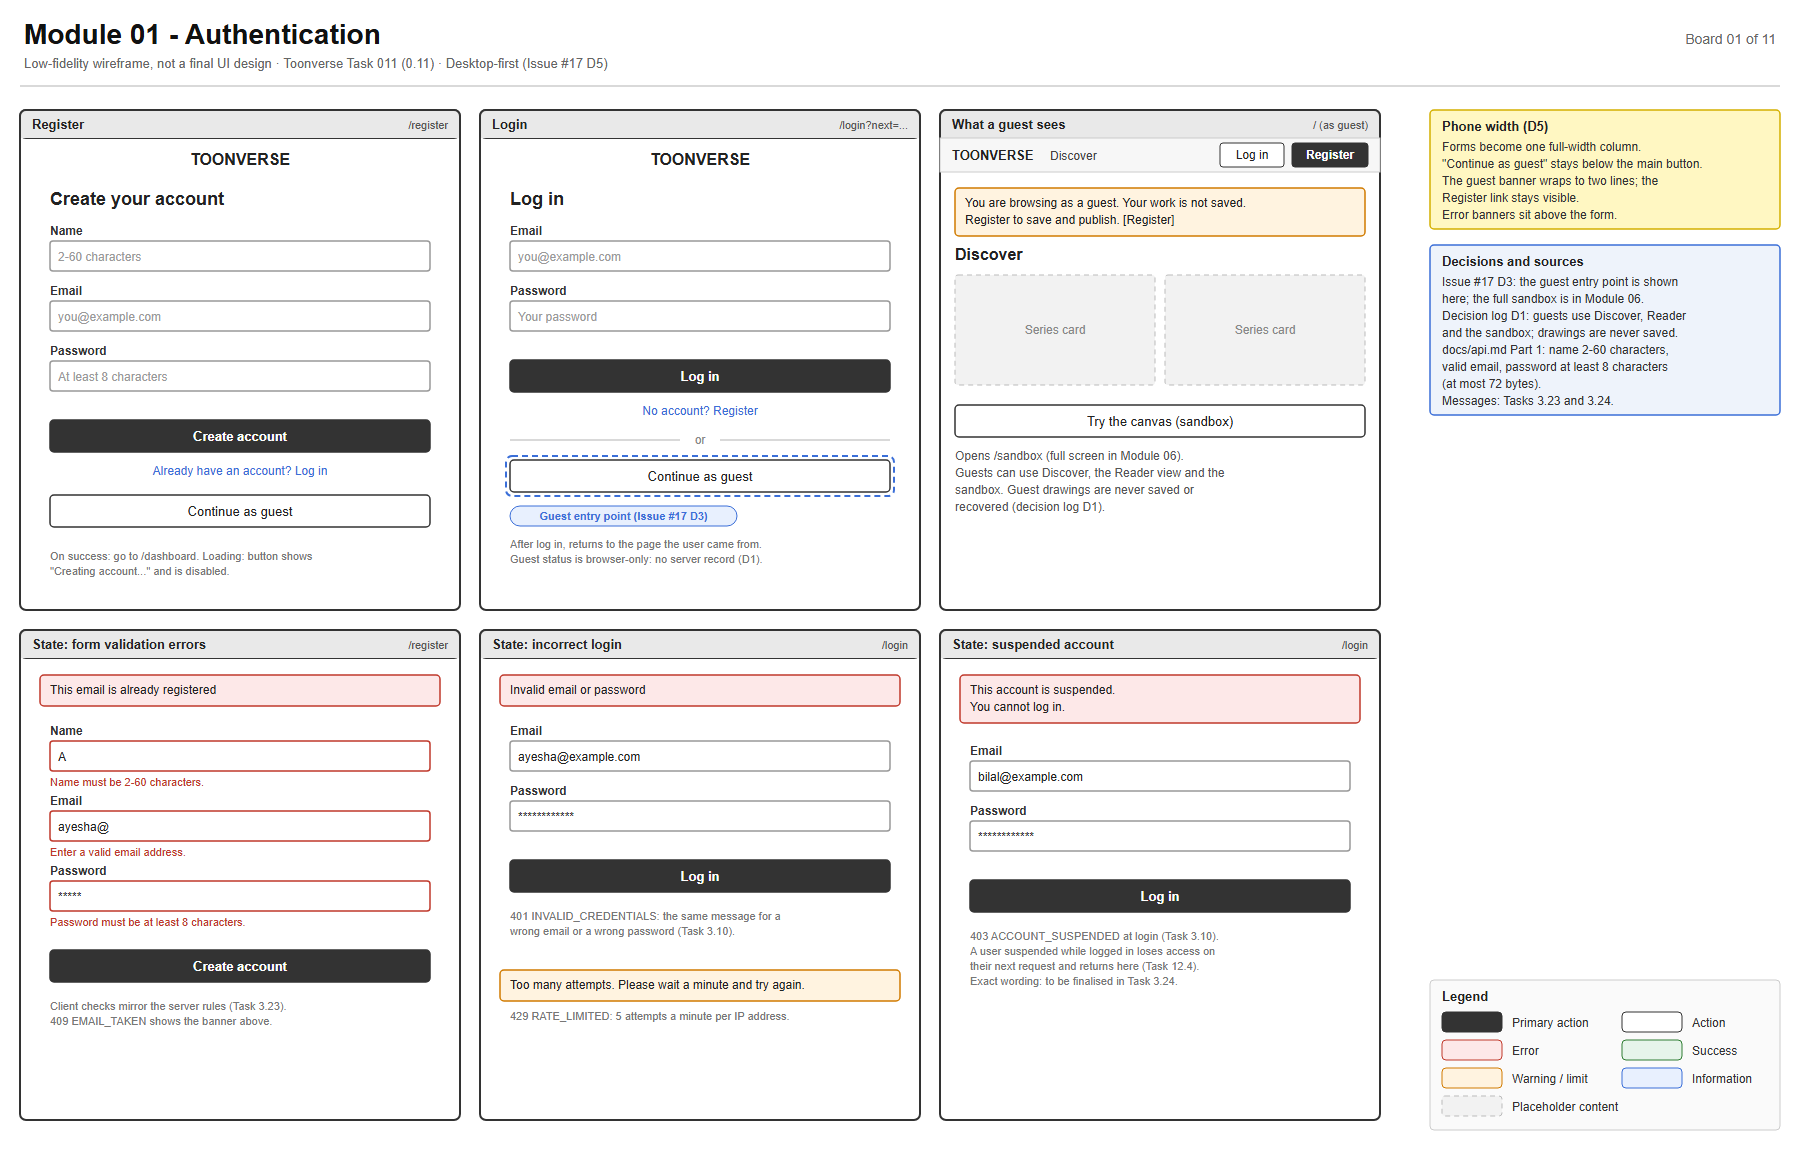 Module 01 - Authentication
Board 01 of 11
Low-fidelity wireframe, not a final UI design · Toonverse Task 011 (0.11) · Desktop-first (Issue #17 D5)
Register
/register
TOONVERSE
Create your account
Name
2-60 characters
Email
you@example.com
Password
At least 8 characters
Create account
Already have an account? Log in
Continue as guest
On success: go to /dashboard. Loading: button shows
"Creating account..." and is disabled.
Login
/login?next=...
TOONVERSE
Log in
Email
you@example.com
Password
Your password
Log in
No account? Register
or
Continue as guest
Guest entry point (Issue #17 D3)
After log in, returns to the page the user came from.
Guest status is browser-only: no server record (D1).
What a guest sees
/ (as guest)
TOONVERSE
Discover
Log in
Register
You are browsing as a guest. Your work is not saved.
Register to save and publish. [Register]
Discover
Series card
Series card
Try the canvas (sandbox)
Opens /sandbox (full screen in Module 06).
Guests can use Discover, the Reader view and the
sandbox. Guest drawings are never saved or
recovered (decision log D1).
Phone width (D5)
Forms become one full-width column.
"Continue as guest" stays below the main button.
The guest banner wraps to two lines; the
Register link stays visible.
Error banners sit above the form.
Decisions and sources
Issue #17 D3: the guest entry point is shown
here; the full sandbox is in Module 06.
Decision log D1: guests use Discover, Reader
and the sandbox; drawings are never saved.
docs/api.md Part 1: name 2-60 characters,
valid email, password at least 8 characters
(at most 72 bytes).
Messages: Tasks 3.23 and 3.24.
State: form validation errors
/register
This email is already registered
Name
A
Name must be 2-60 characters.
Email
ayesha@
Enter a valid email address.
Password
*****
Password must be at least 8 characters.
Create account
Client checks mirror the server rules (Task 3.23).
409 EMAIL_TAKEN shows the banner above.
State: incorrect login
/login
Invalid email or password
Email
ayesha@example.com
Password
************
Log in
401 INVALID_CREDENTIALS: the same message for a
wrong email or a wrong password (Task 3.10).
Too many attempts. Please wait a minute and try again.
429 RATE_LIMITED: 5 attempts a minute per IP address.
State: suspended account
/login
This account is suspended.
You cannot log in.
Email
bilal@example.com
Password
************
Log in
403 ACCOUNT_SUSPENDED at login (Task 3.10).
A user suspended while logged in loses access on
their next request and returns here (Task 12.4).
Exact wording: to be finalised in Task 3.24.
Legend
Primary action
Action
Error
Success
Warning / limit
Information
Placeholder content